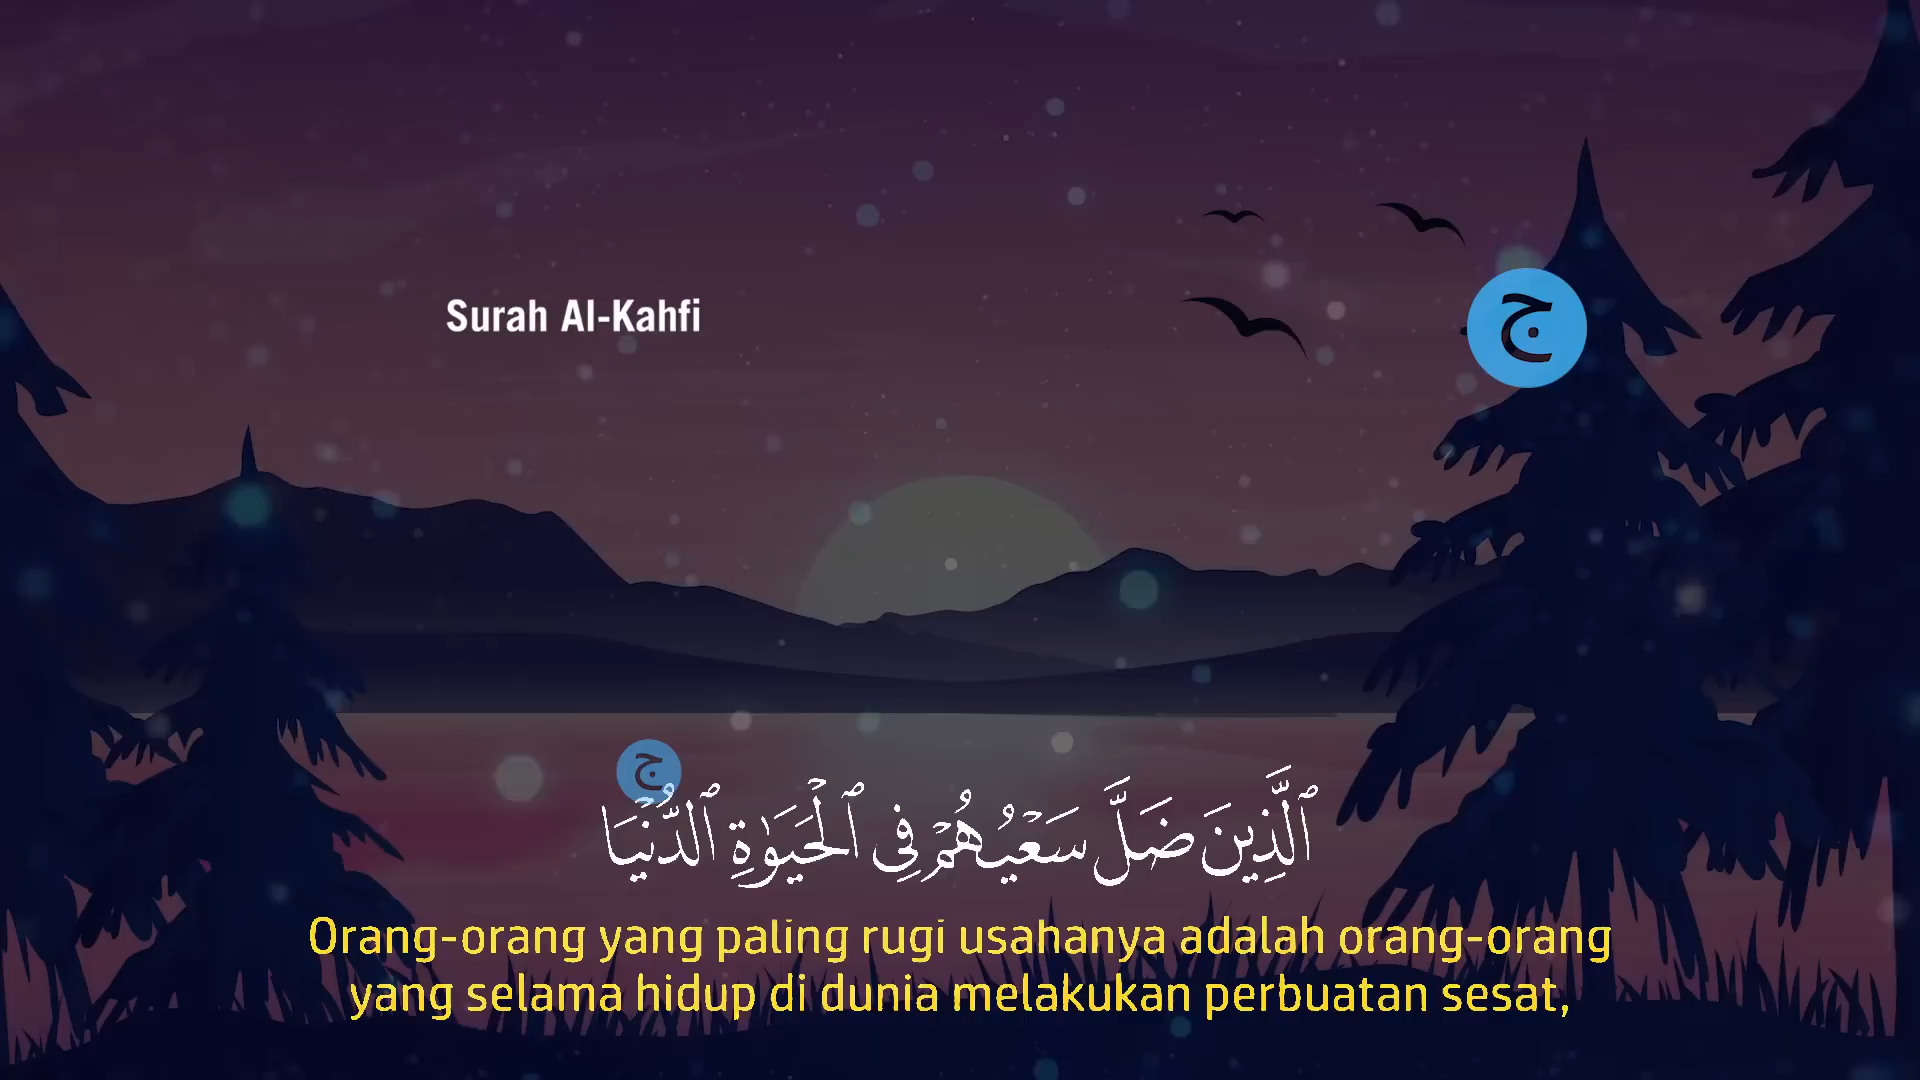 Surah Al-Kahfi
ج
ج
ٱلَّذِينَ ضَلَّ سَعْيُهُمْ فِى ٱلْحَيَوٰةِ ٱلدُّنْيَا
Orang-orang yang paling rugi usahanya adalah orang-orang
yang selama hidup di dunia melakukan perbuatan sesat,